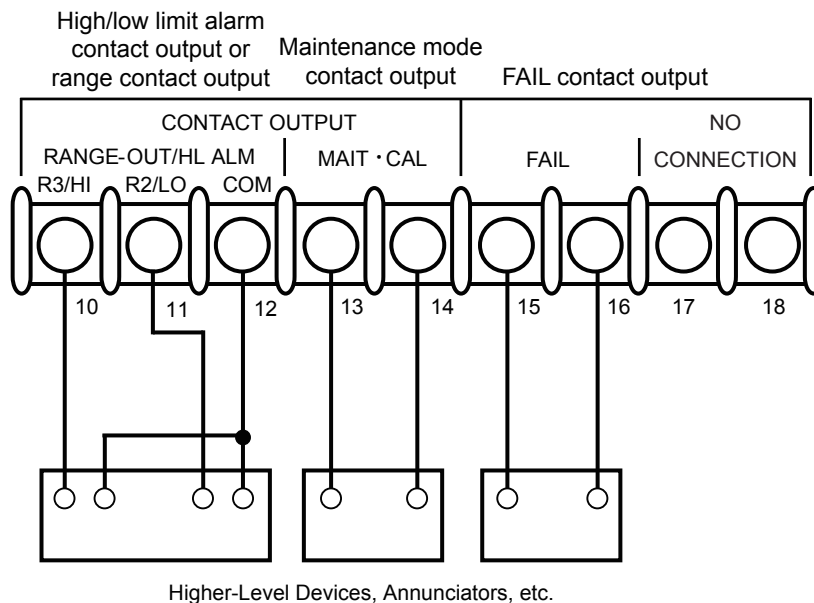 High/low limit alarm
contact output or
range contact output
Maintenance mode
contact output
FAIL contact output
CONTACT OUTPUT
NO
CONNECTION
RANGE-OUT/HL ALM
MAIT・CAL
FAIL
R3/HI
R2/LO
COM
10
11
12
13
14
15
16
17
18
Higher-Level Devices, Annunciators, etc.